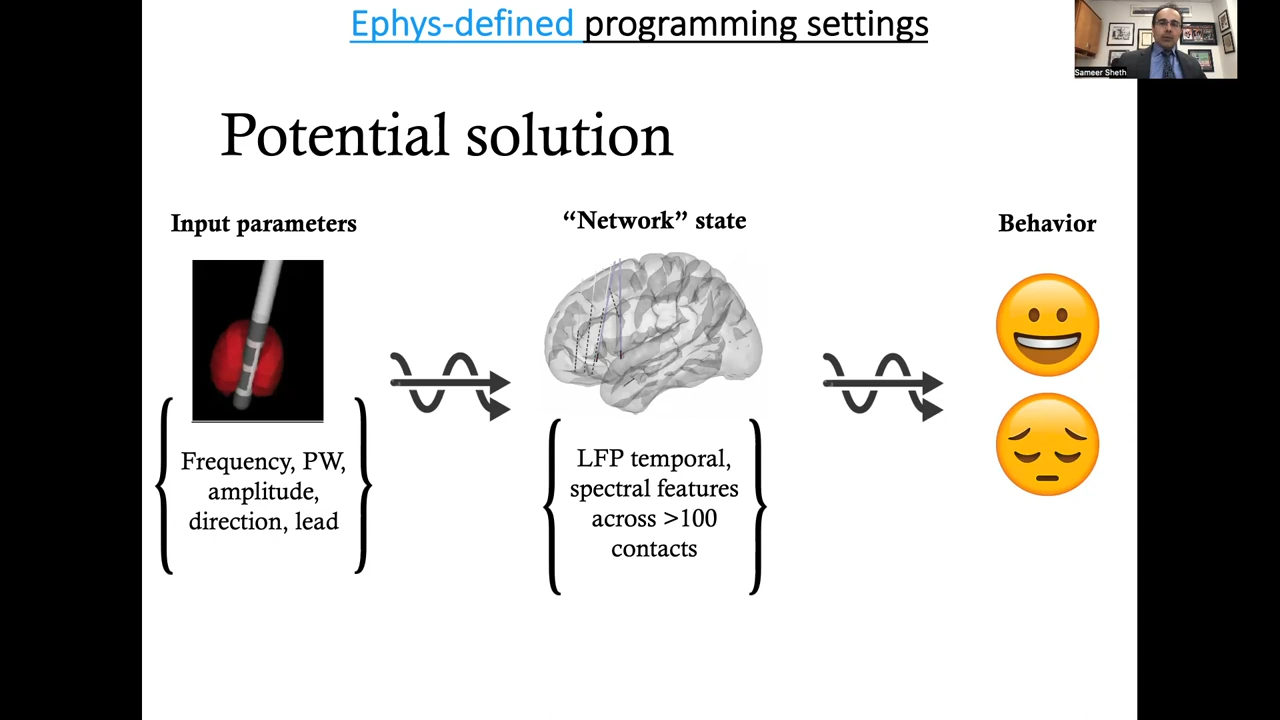 Ephys-defined programming settings
Sameer Sheth
Potential solution
Input parameters
“Network” state
Behavior
Frequency, PW,
amplitude,
direction, lead
LFP temporal,
spectral features
across >100
contacts